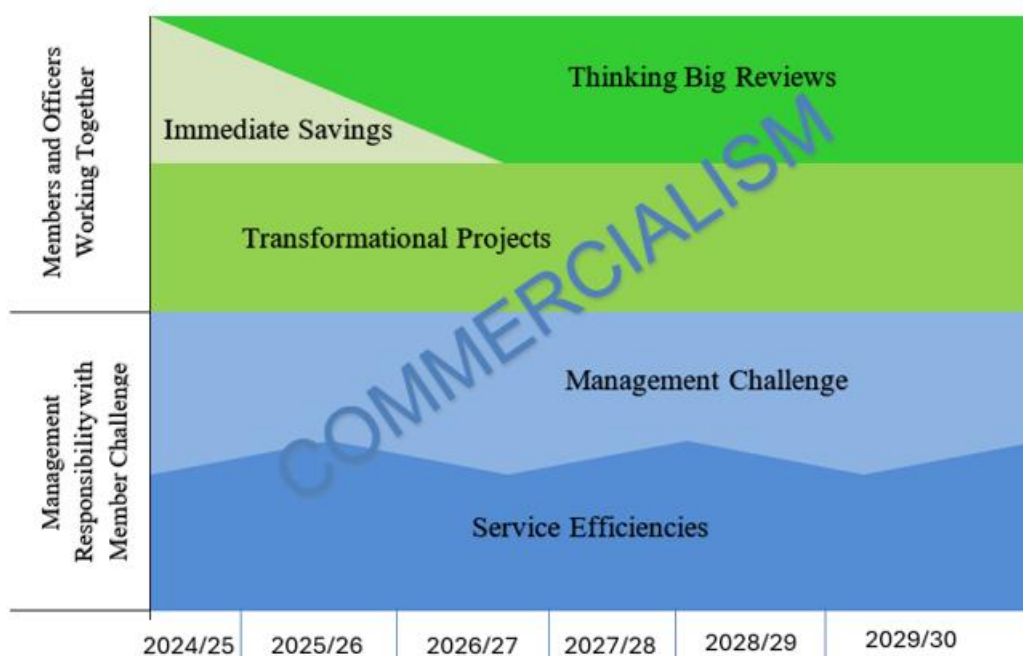 Members and Officers
Working Together
Thinking Big Reviews
Immediate Savings
Transformational Projects
COMMERCIALISM
Management
Responsibility with
Member Challenge
Management Challenge
Service Efficiencies
2024/25 2025/26 2026/27 2027/28 2028/29 2029/30